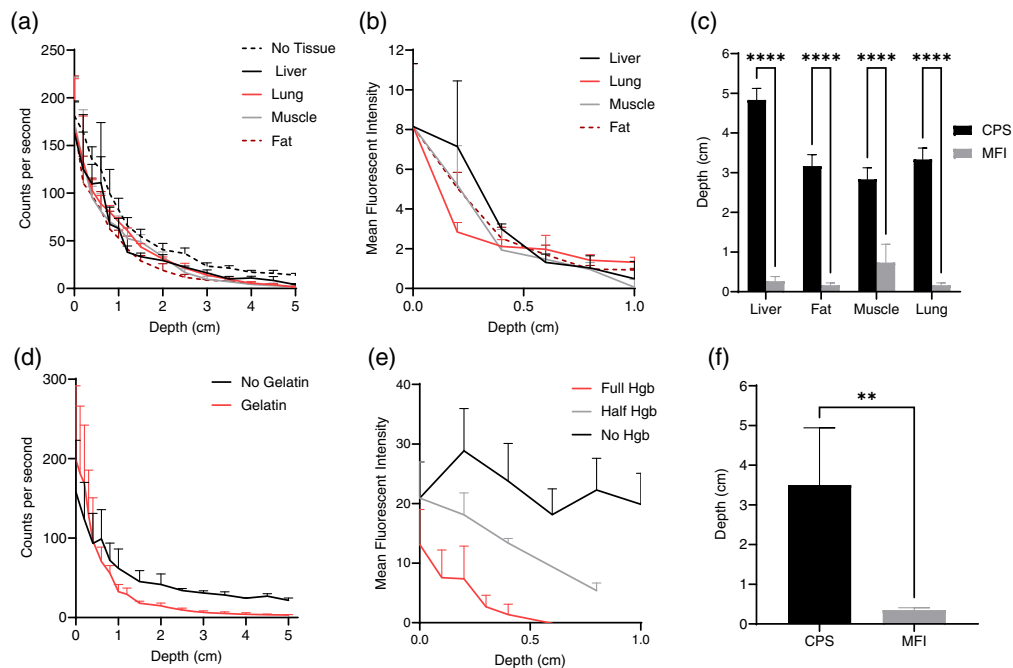 (a)
Counts per second
250
200
150
100
50
0
0 1 2 3 4 5
Depth (cm)
No Tissue
Liver
Lung
Muscle
Fat
(b)
Mean Fluorescent Intensity
12
10
8
6
4
2
0
0.0 0.5 1.0
Depth (cm)
Liver
Lung
Muscle
Fat
(c)
Depth (cm)
6
5
4
3
2
1
0
**** **** **** ****
Liver Fat Muscle Lung
CPS
MFI
(d)
Counts per second
300
200
100
0
0 1 2 3 4 5
Depth (cm)
No Gelatin
Gelatin
(e)
Mean Fluorescent Intensity
40
30
20
10
0
0.0 0.5 1.0
Depth (cm)
Full Hgb
Half Hgb
No Hgb
(f)
Depth (cm)
6
5
4
3
2
1
0
**
CPS MFI